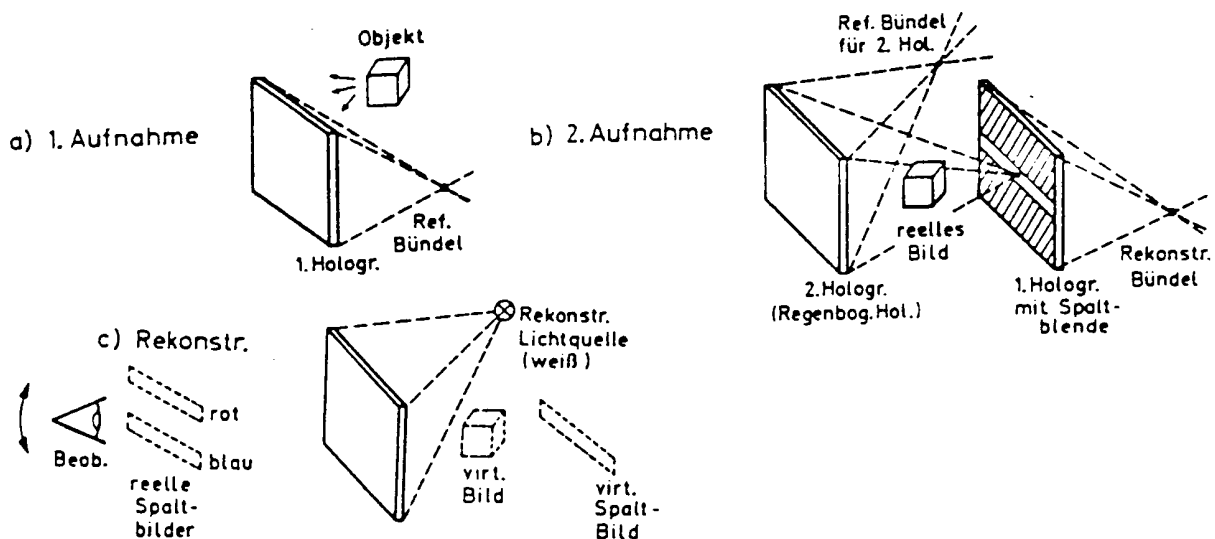 Objekt
a) 1. Aufnahme
Ref.
Bündel
1. Hologr.
Ref. Bündel
für 2. Hol.
b) 2. Aufnahme
reelles
Bild
Rekonstr.
Bündel
2. Hologr.
(Regenbog. Hol.)
1. Hologr.
mit Spalt-
blende
c) Rekonstr.
Rekonstr.
Lichtquelle
(weiß)
rot
blau
Beob.
reelle
Spalt-
bilder
virt.
Bild
virt.
Spalt-
Bild